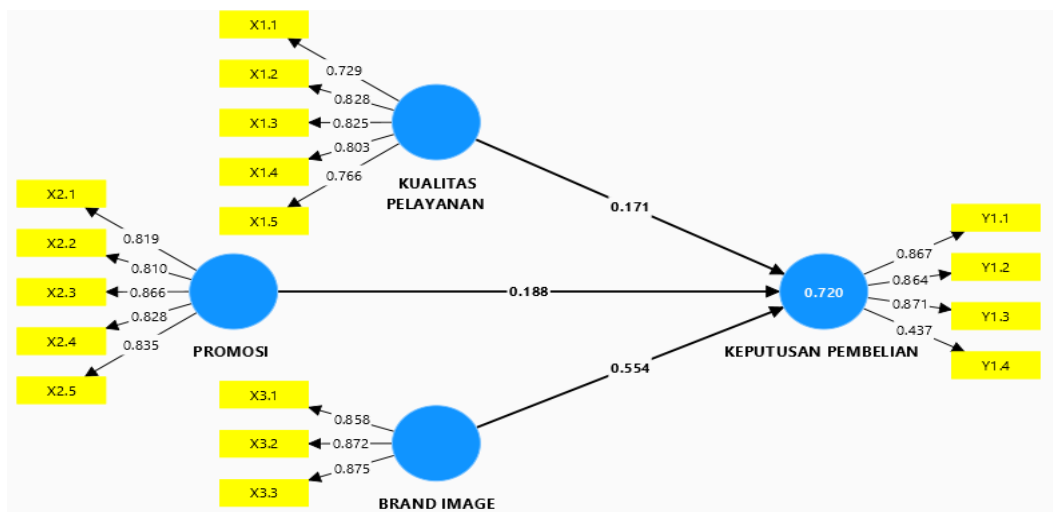 X1.1
X1.2
X1.3
X1.4
X1.5
0.729
0.828
0.825
0.803
0.766
KUALITAS
PELAYANAN
0.171
X2.1
X2.2
X2.3
X2.4
X2.5
0.819
0.810
0.866
0.828
0.835
PROMOSI
0.188
X3.1
X3.2
X3.3
0.858
0.872
0.875
BRAND IMAGE
0.554
0.720
KEPUTUSAN PEMBELIAN
0.867
0.864
0.871
0.437
Y1.1
Y1.2
Y1.3
Y1.4